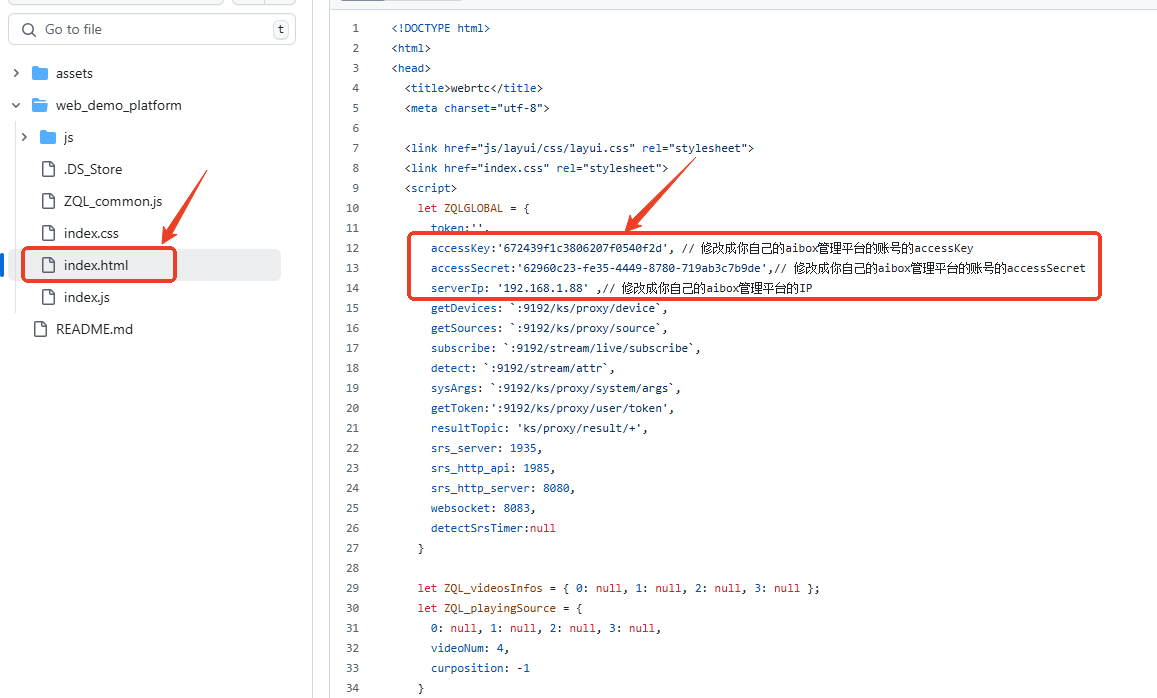 Go to file
t
assets
web_demo_platform
js
.DS_Store
ZQL_common.js
index.css
index.html
index.js
README.md
1 <!DOCTYPE html>
2 <html>
3 <head>
4 <title>webrtc</title>
5 <meta charset="utf-8">
6
7 <link href="js/layui/css/layui.css" rel="stylesheet">
8 <link href="index.css" rel="stylesheet">
9 <script>
10 let ZQLGLOBAL = {
11 token:'',
12 accessKey:'672439f1c3806207f0540f2d', // 修改成你自己的aibox管理平台的账号的accessKey
13 accessSecret:'62960c23-fe35-4449-8780-719ab3c7b9de',// 修改成你自己的aibox管理平台的账号的accessSecret
14 serverIp: '192.168.1.88' ,// 修改成你自己的aibox管理平台的IP
15 getDevices: `:9192/ks/proxy/device`,
16 getSources: `:9192/ks/proxy/source`,
17 subscribe: `:9192/stream/live/subscribe`,
18 detect: `:9192/stream/attr`,
19 sysArgs: `:9192/ks/proxy/system/args`,
20 getToken:':9192/ks/proxy/user/token',
21 resultTopic: 'ks/proxy/result/+',
22 srs_server: 1935,
23 srs_http_api: 1985,
24 srs_http_server: 8080,
25 websocket: 8083,
26 detectSrsTimer:null
27 }
28
29 let ZQL_videosInfos = { 0: null, 1: null, 2: null, 3: null };
30 let ZQL_playingSource = {
31 0: null, 1: null, 2: null, 3: null,
32 videoNum: 4,
33 curposition: -1
34 }